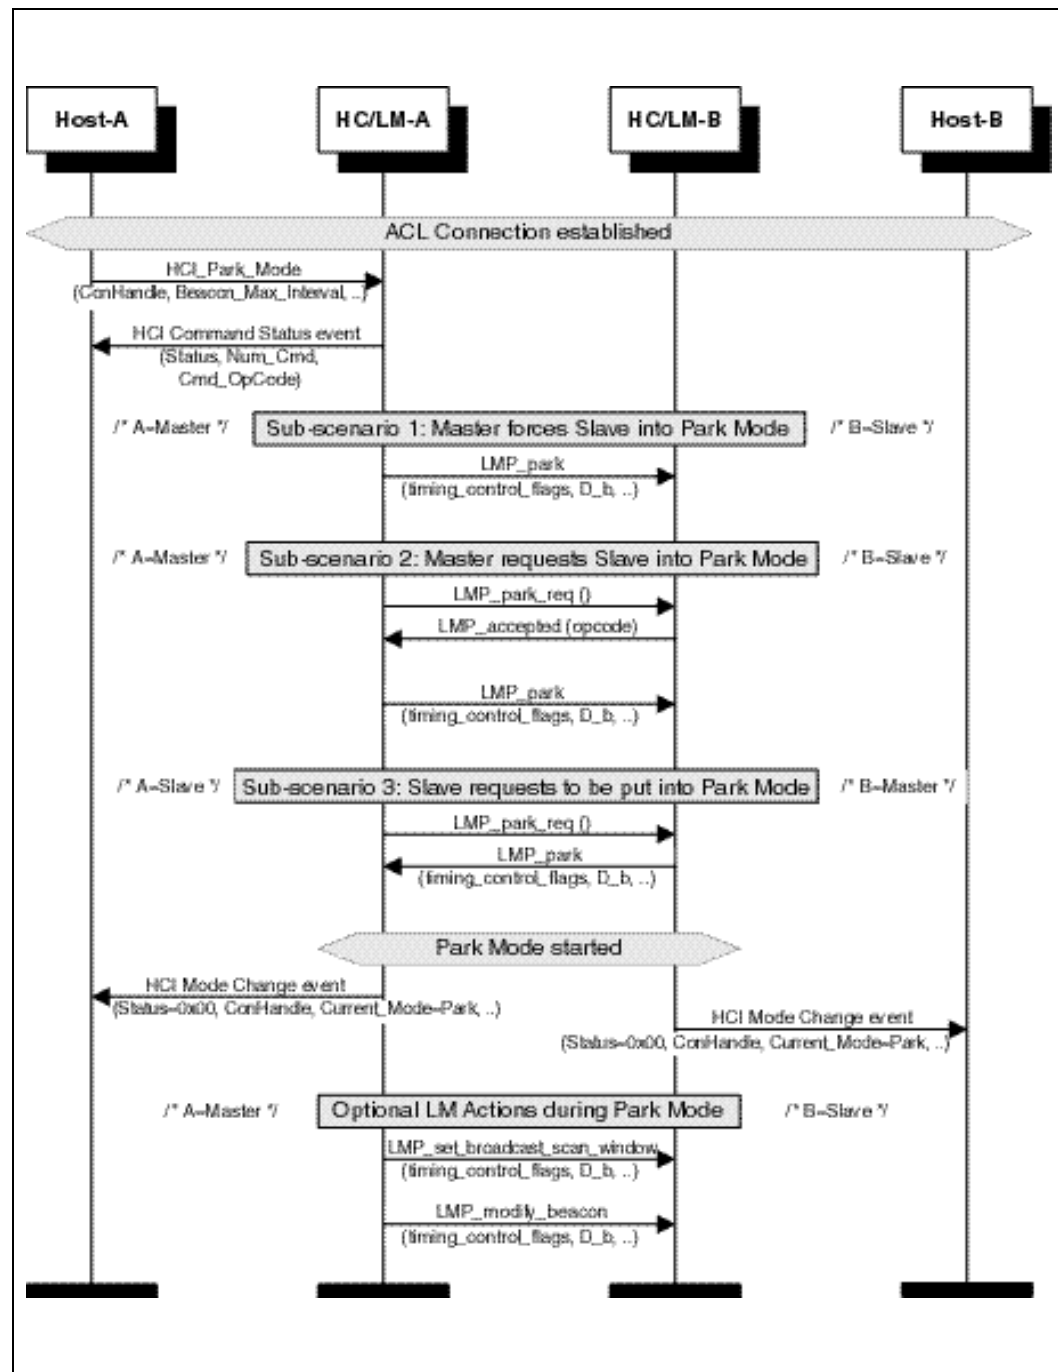 Host-A HC/LM-A HC/LM-B Host-B
ACL Connection established
HCI_Park_Mode
(ConHandle, Beacon_Max_Interval, ..)
HCI Command Status event
(Status, Num_Cmd,
Cmd_OpCode)
/* A=Master */ Sub-scenario 1: Master forces Slave into Park Mode /* B=Slave */
LMP_park
(timing_control_flags, D_b, ..)
/* A=Master */ Sub-scenario 2: Master requests Slave into Park Mode /* B=Slave */
LMP_park_req ()
LMP_accepted (opcode)
LMP_park
(timing_control_flags, D_b, ..)
/* A=Slave */ Sub-scenario 3: Slave requests to be put into Park Mode /* B=Master */
LMP_park_req ()
LMP_park
(timing_control_flags, D_b, ..)
Park Mode started
HCI Mode Change event
(Status=0x00, ConHandle, Current_Mode=Park, ..)
HCI Mode Change event
(Status=0x00, ConHandle, Current_Mode=Park, ..)
/* A=Master */ Optional LM Actions during Park Mode /* B=Slave */
LMP_set_broadcast_scan_window
(timing_control_flags, D_b, ..)
LMP_modify_beacon
(timing_control_flags, D_b, ..)